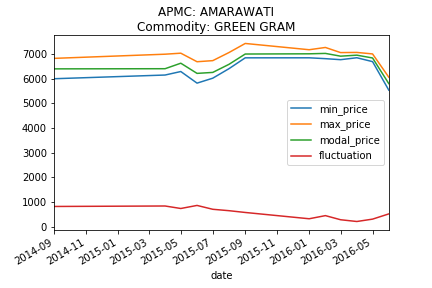 APMC: AMARAWATI
Commodity: GREEN GRAM
7000
6000
5000
4000
3000
2000
1000
0
min_price
max_price
modal_price
fluctuation
2014-09
2014-11
2015-01
2015-03
2015-05
2015-07
2015-09
2015-11
2016-01
2016-03
2016-05
date